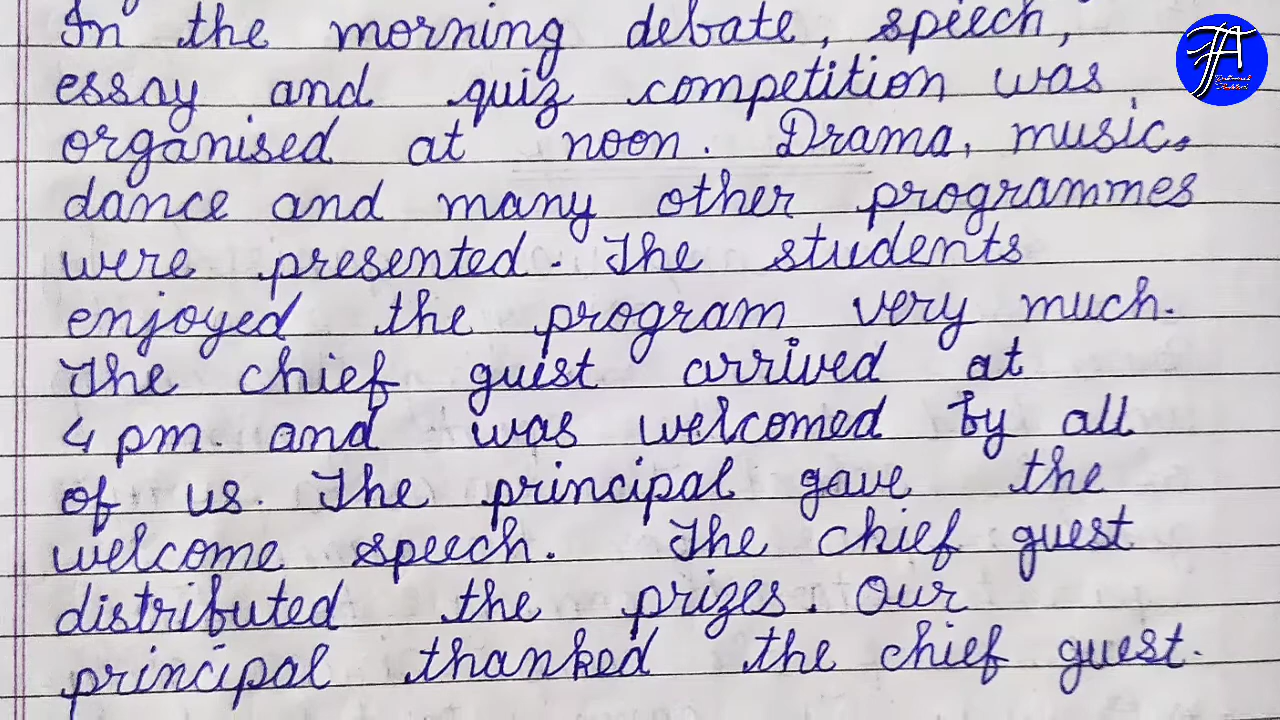 In the morning debate, speech,
essay and quiz competition was
organised at noon. Drama, music,
dance and many other programmes
were presented. The students
enjoyed the program very much.
The chief guest arrived at
4 pm. and was welcomed by all
of us. The principal gave the
welcome speech. The chief guest
distributed the prizes. Our
principal thanked the chief guest.